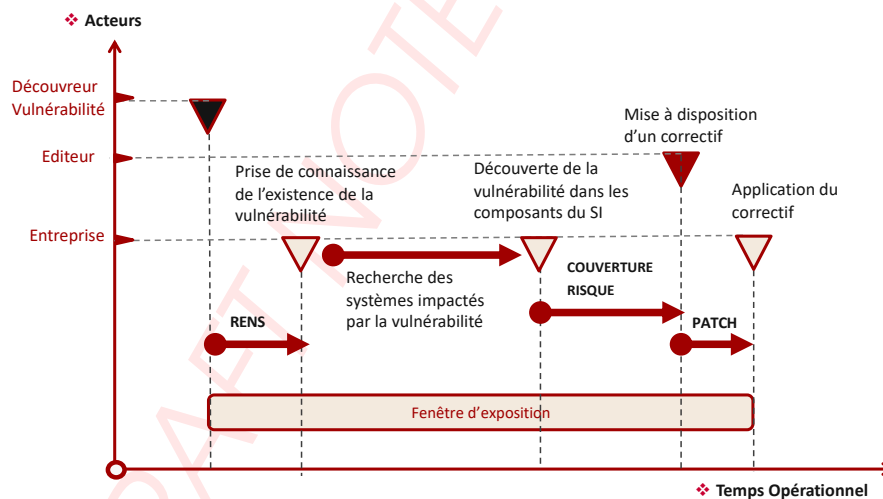 ❖ Acteurs
Découvreur
Vulnérabilité
Mise à disposition
d'un correctif
Editeur
Prise de connaissance
de l'existence de la
vulnérabilité
Découverte de la
vulnérabilité dans les
composants du SI
Application du
correctif
Entreprise
Recherche des
systèmes impactés
par la vulnérabilité
COUVERTURE
RISQUE
RENS
PATCH
Fenêtre d'exposition
❖ Temps Opérationnel